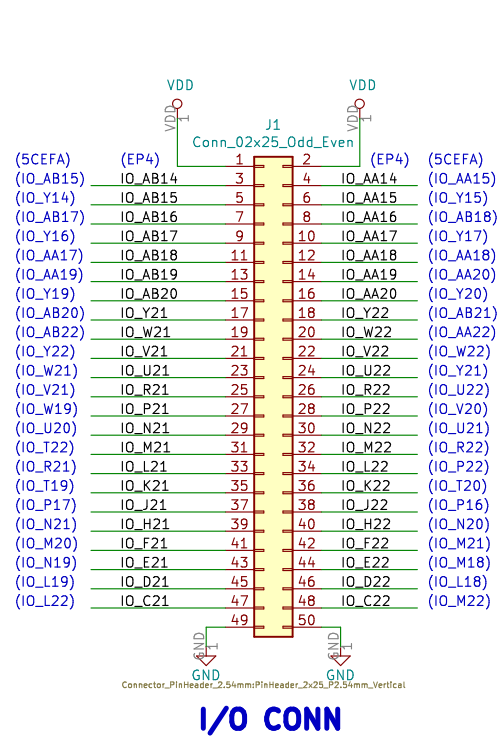 VDD VDD
VDD 1 VDD 1
J1
Conn_02x25_Odd_Even
(5CEFA) (EP4) 1 2 (EP4) (5CEFA)
(IO_AB15) IO_AB14 3 4 IO_AA14 (IO_AA15)
(IO_Y14) IO_AB15 5 6 IO_AA15 (IO_Y15)
(IO_AB17) IO_AB16 7 8 IO_AA16 (IO_AB18)
(IO_Y16) IO_AB17 9 10 IO_AA17 (IO_Y17)
(IO_AA17) IO_AB18 11 12 IO_AA18 (IO_AA18)
(IO_AA19) IO_AB19 13 14 IO_AA19 (IO_AA20)
(IO_Y19) IO_AB20 15 16 IO_AA20 (IO_Y20)
(IO_AB20) IO_Y21 17 18 IO_Y22 (IO_AB21)
(IO_AB22) IO_W21 19 20 IO_W22 (IO_AA22)
(IO_Y22) IO_V21 21 22 IO_V22 (IO_W22)
(IO_W21) IO_U21 23 24 IO_U22 (IO_Y21)
(IO_V21) IO_R21 25 26 IO_R22 (IO_U22)
(IO_W19) IO_P21 27 28 IO_P22 (IO_V20)
(IO_U20) IO_N21 29 30 IO_N22 (IO_U21)
(IO_T22) IO_M21 31 32 IO_M22 (IO_R22)
(IO_R21) IO_L21 33 34 IO_L22 (IO_P22)
(IO_T19) IO_K21 35 36 IO_K22 (IO_T20)
(IO_P17) IO_J21 37 38 IO_J22 (IO_P16)
(IO_N21) IO_H21 39 40 IO_H22 (IO_N20)
(IO_M20) IO_F21 41 42 IO_F22 (IO_M21)
(IO_N19) IO_E21 43 44 IO_E22 (IO_M18)
(IO_L19) IO_D21 45 46 IO_D22 (IO_L18)
(IO_L22) IO_C21 47 48 IO_C22 (IO_M22)
49 50
GND 1 GND 1
GND GND
Connector_PinHeader_2.54mm:PinHeader_2x25_P2.54mm_Vertical
I/O CONN